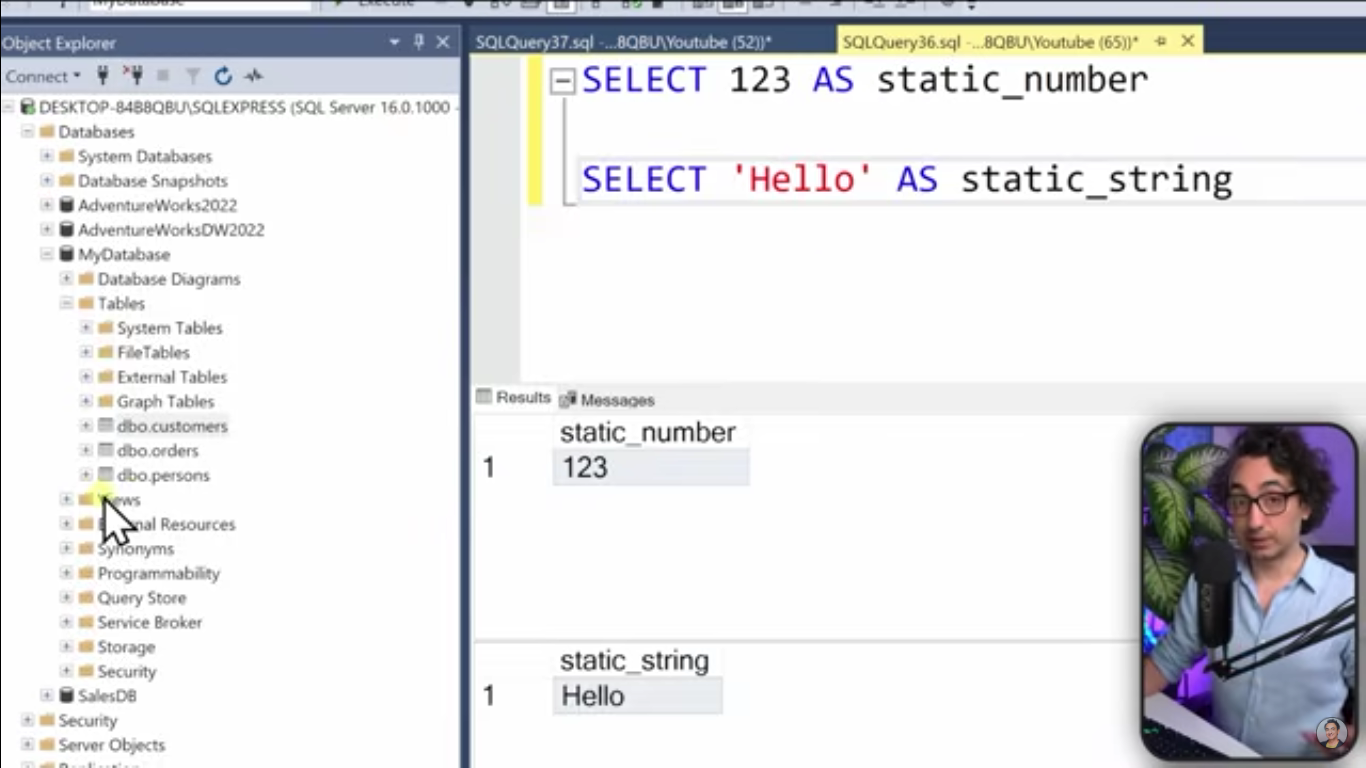 MyDatabase
Execute
Object Explorer
Connect
DESKTOP-84B8QBU\SQLEXPRESS (SQL Server 16.0.1000 -
Databases
System Databases
Database Snapshots
AdventureWorks2022
AdventureWorksDW2022
MyDatabase
Database Diagrams
Tables
System Tables
FileTables
External Tables
Graph Tables
dbo.customers
dbo.orders
dbo.persons
Views
Resources
Synonyms
Programmability
Query Store
Service Broker
Storage
Security
SalesDB
Security
Server Objects
SQLQuery37.sql -...8QBU\Youtube (52))*
SQLQuery36.sql -...8QBU\Youtube (65))*
SELECT 123 AS static_number
SELECT 'Hello' AS static_string
Results
Messages
static_number
1 123
static_string
1 Hello